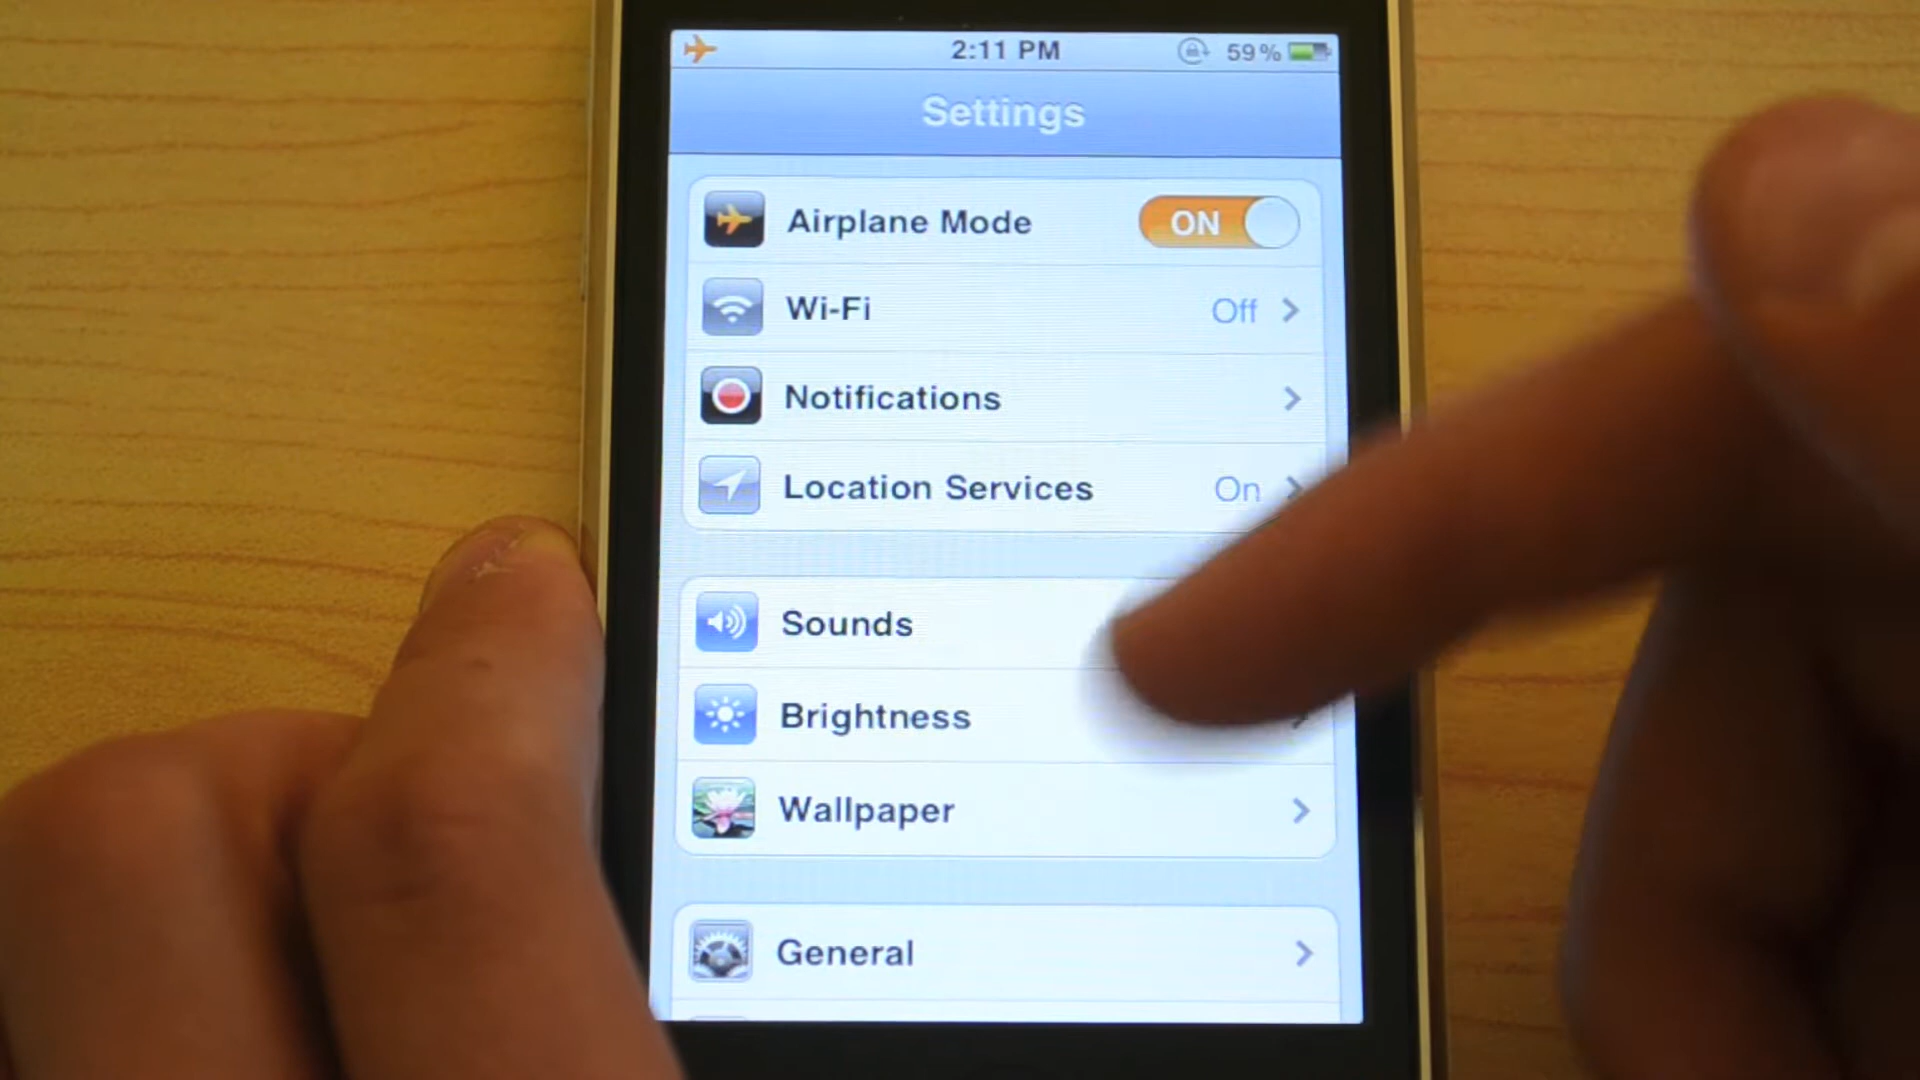 2:11 PM 59%
Settings
Airplane Mode ON
Wi-Fi Off
Notifications
Location Services On
Sounds
Brightness
Wallpaper
General